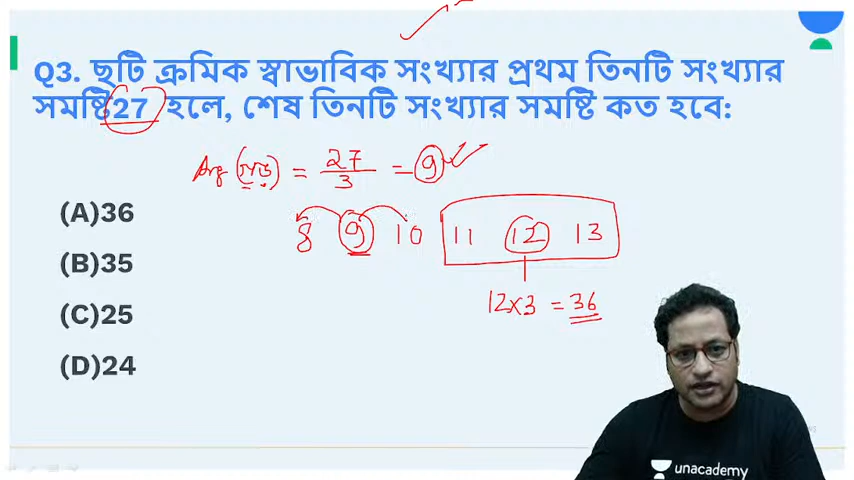 Q3. ছটি ক্রমিক স্বাভাবিক সংখ্যার প্রথম তিনটি সংখ্যার
সমষ্টি27 হলে, শেষ তিনটি সংখ্যার সমষ্টি কত হবে:
Avg (গড়) = 27/3 = 9
(A)36
8 9 10 11 12 13
(B)35
12×3 = 36
(C)25
(D)24
unacademy